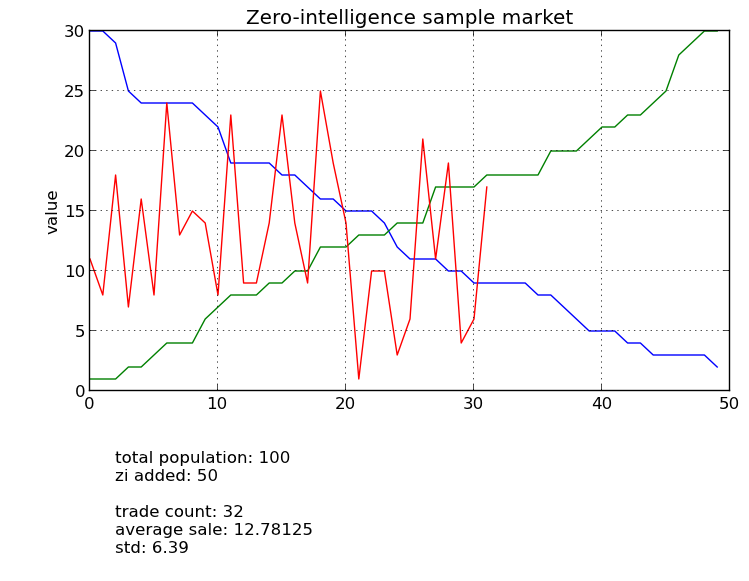 Zero-intelligence sample market
30
25
20
15
10
5
0
value
0 10 20 30 40 50
total population: 100
zi added: 50
trade count: 32
average sale: 12.78125
std: 6.39